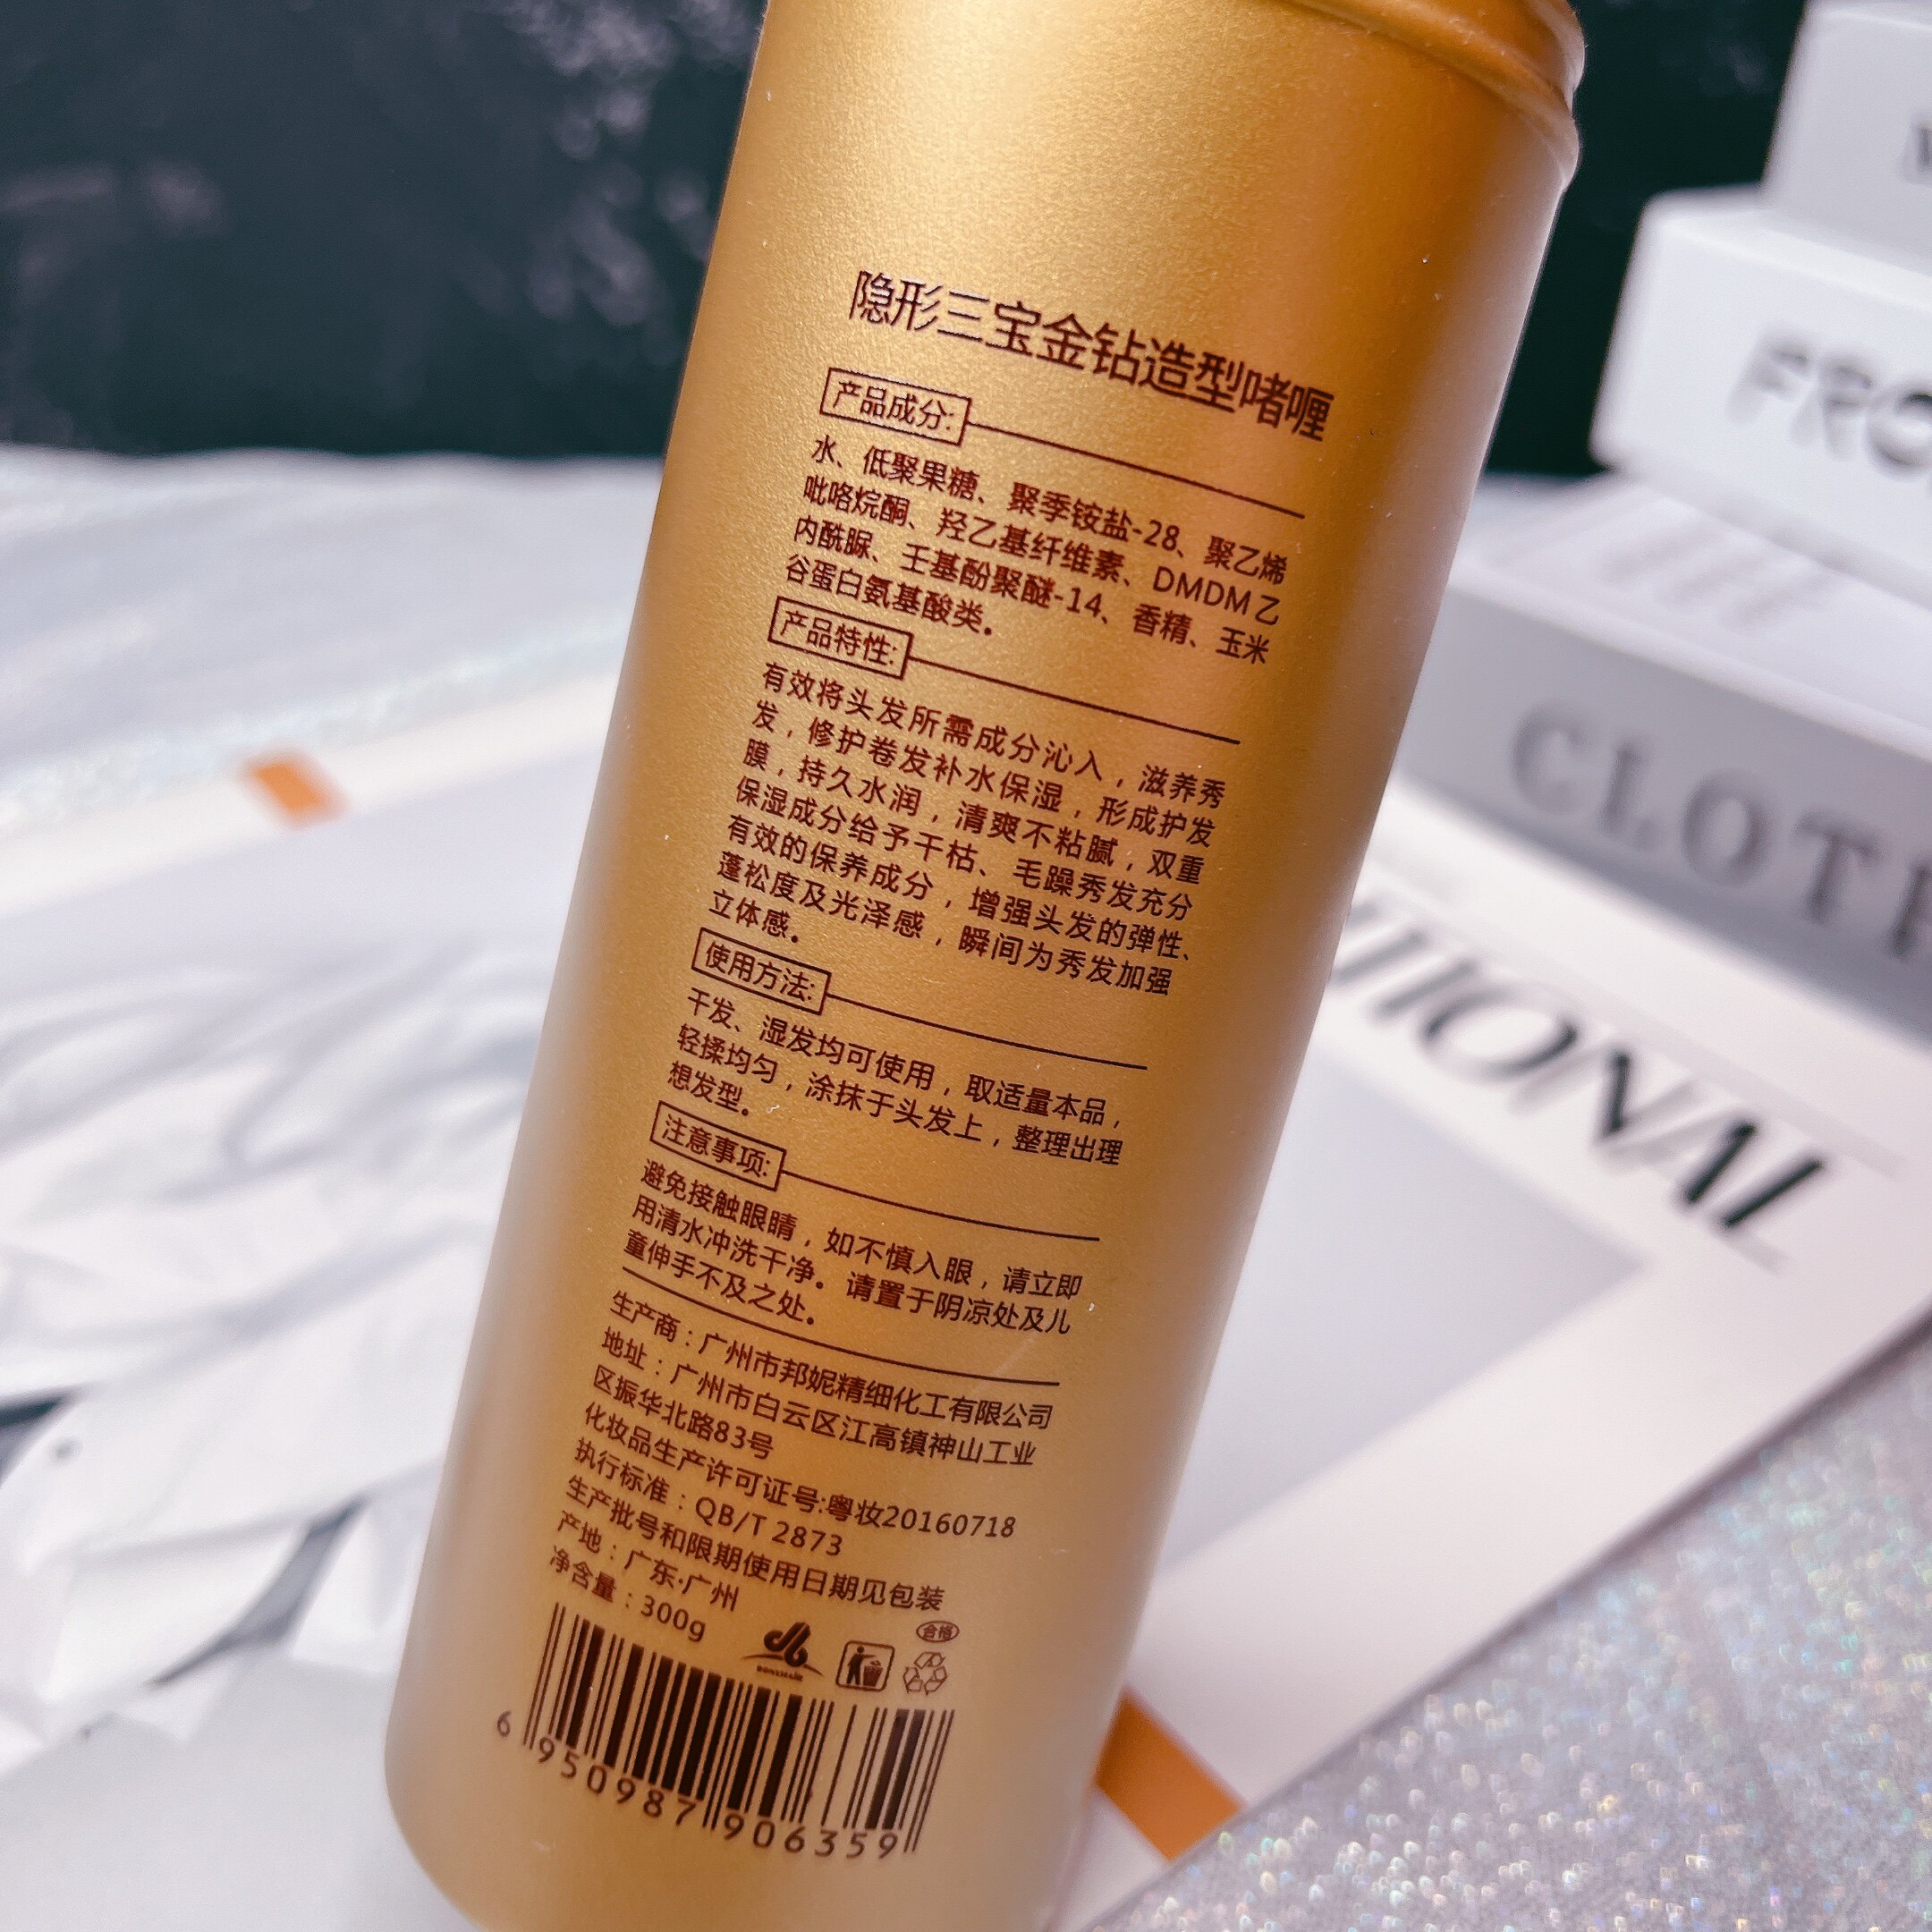 隐形三宝金钻造型啫喱
产品成分:
水、低聚果糖、聚季铵盐-28、聚乙烯
吡咯烷酮、羟乙基纤维素、DMDM乙
内酰脲、壬基酚聚醚-14、香精、玉米
谷蛋白氨基酸类。
产品特性:
有效将头发所需成分沁入，滋养秀
发，修护卷发补水保湿，形成护发
膜，持久水润，清爽不粘腻，双重
保湿成分给予干枯、毛躁秀发充分
有效的保养成分，增强头发的弹性、
蓬松度及光泽感，瞬间为秀发加强
立体感。
使用方法:
干发、湿发均可使用，取适量本品，
轻揉均匀，涂抹于头发上，整理出理
想发型。
注意事项:
避免接触眼睛，如不慎入眼，请立即
用清水冲洗干净。请置于阴凉处及儿
童伸手不及之处。
生产商：广州市邦妮精细化工有限公司
地址：广州市白云区江高镇神山工业
区振华北路83号
化妆品生产许可证号:粤妆20160718
执行标准：QB/T 2873
生产批号和限期使用日期见包装
产地：广东·广州
净含量：300g
合格
6 950987 906359
FRO
CLOTH
TIONAL